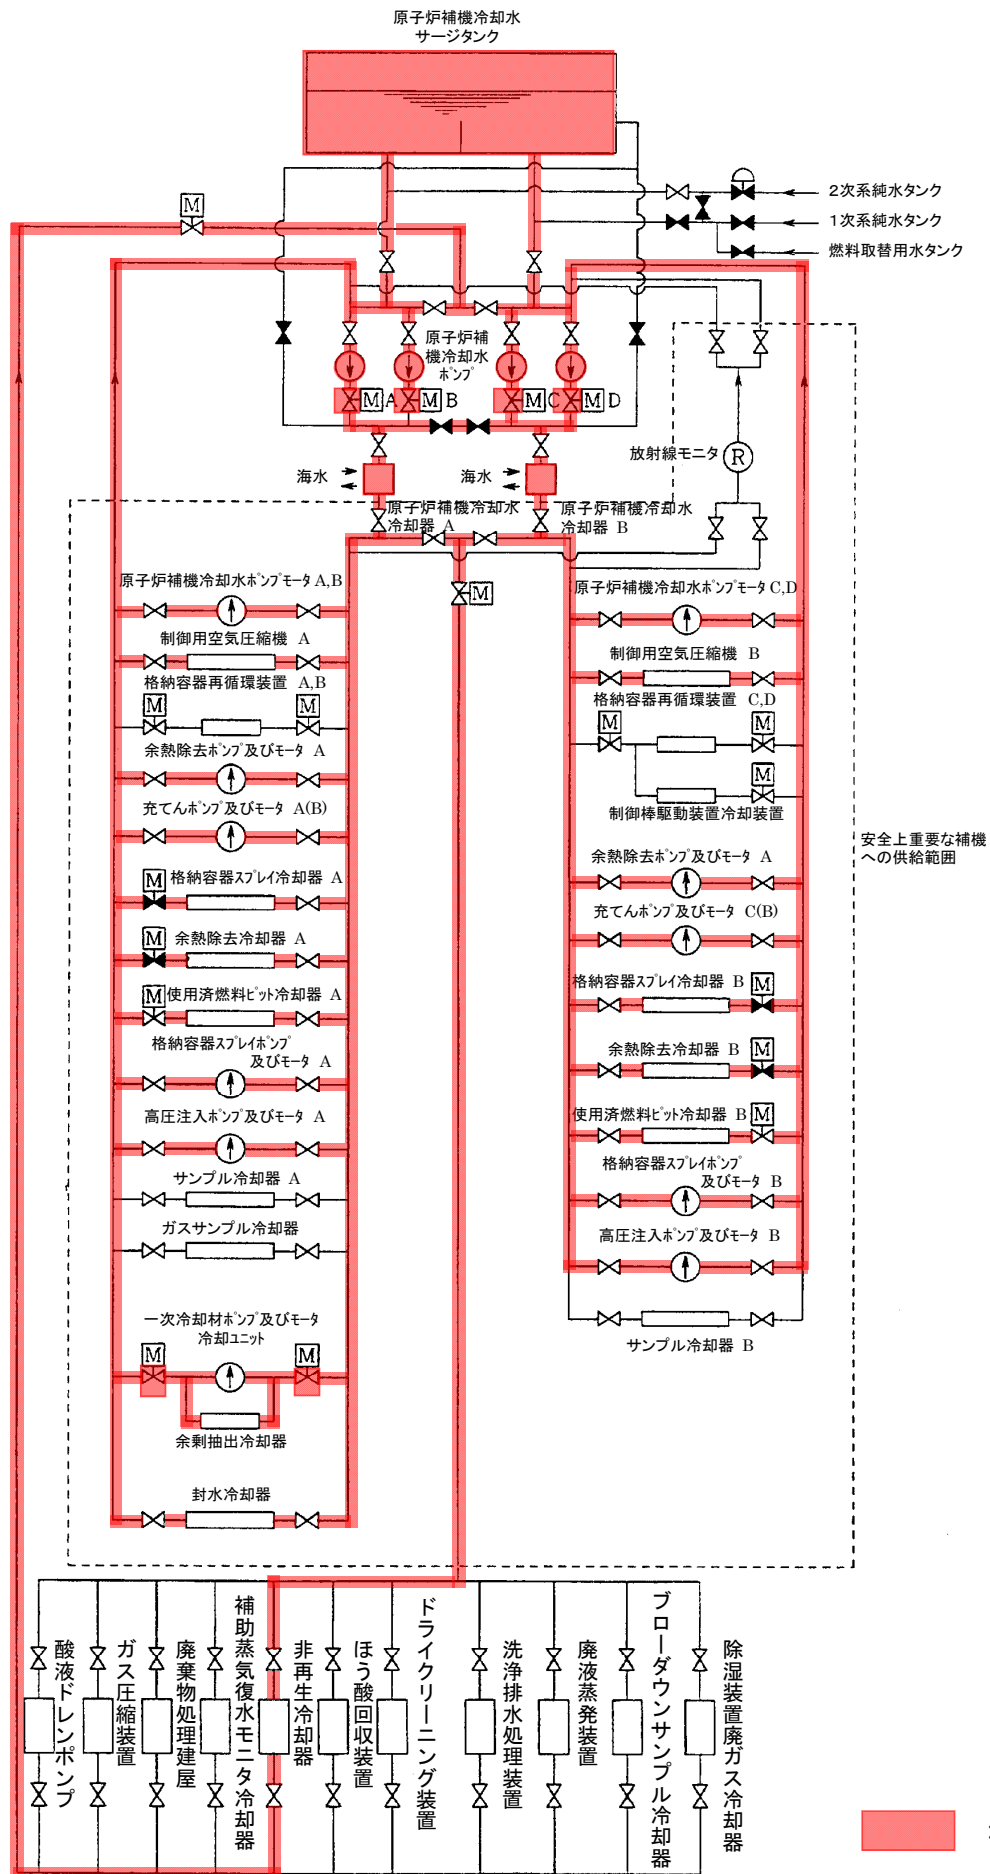 原子炉補機冷却水
サージタンク
M
2次系純水タンク
1次系純水タンク
燃料取替用水タンク
原子炉補
機冷却水
ポンプ
M A
M B
M C
M D
放射線モニタ
R
海水
海水
原子炉補機冷却水
冷却器 A
原子炉補機冷却水
冷却器 B
M
原子炉補機冷却水ポンプモータ A,B
制御用空気圧縮機 A
格納容器再循環装置 A,B
M
M
余熱除去ポンプ及びモータ A
充てんポンプ及びモータ A(B)
M
格納容器スプレイ冷却器 A
M
余熱除去冷却器 A
M
使用済燃料ピット冷却器 A
格納容器スプレイポンプ
及びモータ A
高圧注入ポンプ及びモータ A
サンプル冷却器 A
ガスサンプル冷却器
一次冷却材ポンプ及びモータ
冷却ユニット
M
M
余剰抽出冷却器
封水冷却器
原子炉補機冷却水ポンプモータ C,D
制御用空気圧縮機 B
格納容器再循環装置 C,D
M
M
M
制御棒駆動装置冷却装置
余熱除去ポンプ及びモータ A
充てんポンプ及びモータ C(B)
格納容器スプレイ冷却器 B
M
余熱除去冷却器 B
M
使用済燃料ピット冷却器 B
M
格納容器スプレイポンプ
及びモータ B
高圧注入ポンプ及びモータ B
サンプル冷却器 B
安全上重要な補機
への供給範囲
酸液ドレンポンプ
ガス圧縮装置
廃棄物処理建屋
補助蒸気復水モニタ冷却器
非再生冷却器
ほう酸回収装置
ドライクリーニング装置
洗浄排水処理装置
廃液蒸発装置
ブローダウンサンプル冷却器
除湿装置廃ガス冷却器